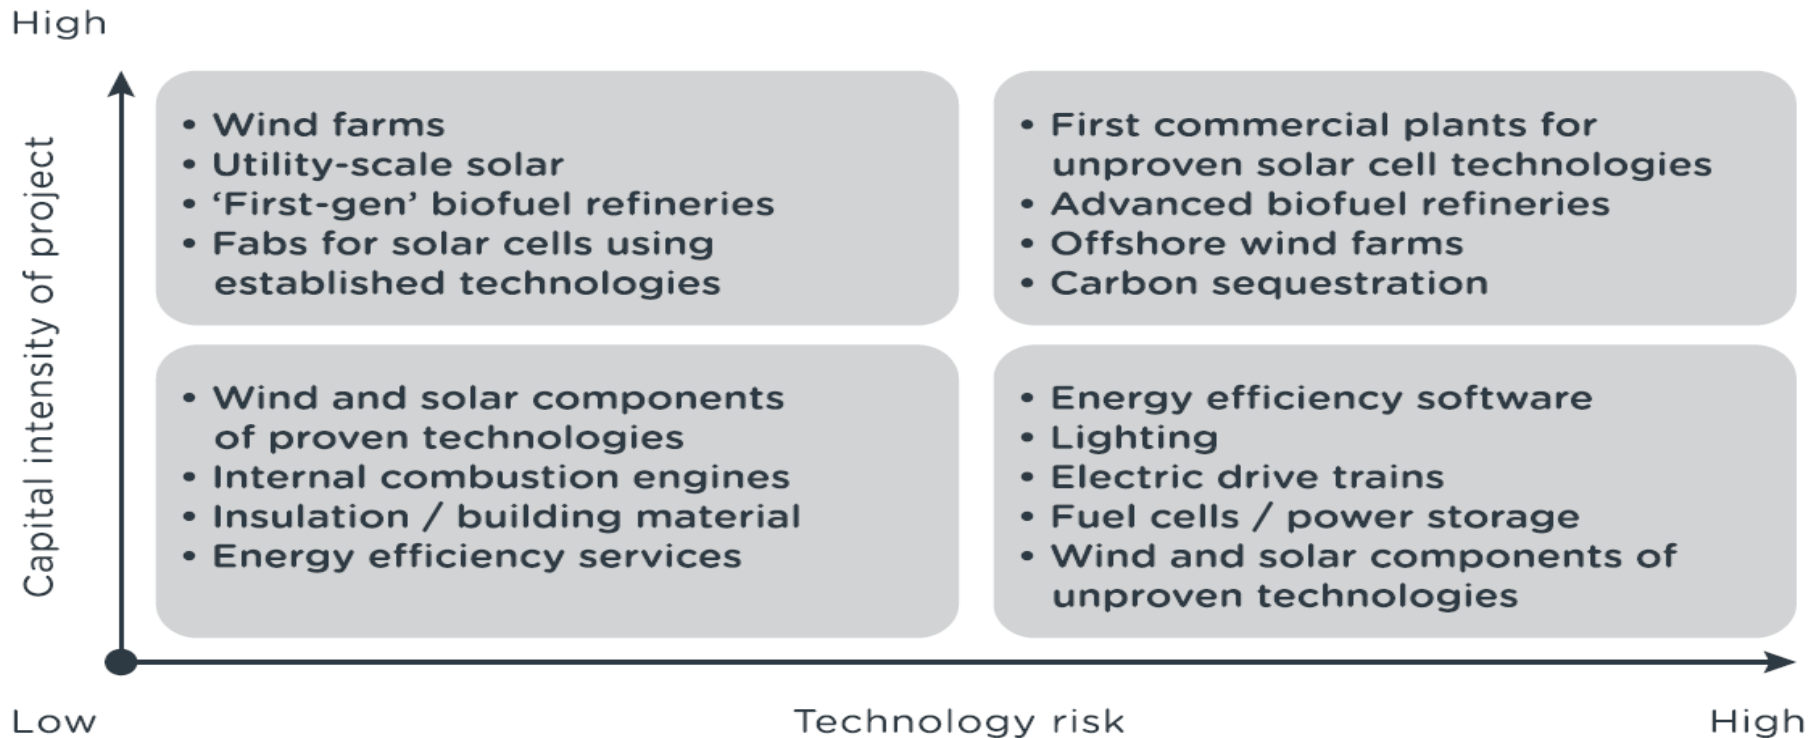 High
Capital intensity of project
• Wind farms
• Utility-scale solar
• ‘First-gen’ biofuel refineries
• Fabs for solar cells using
established technologies
• First commercial plants for
unproven solar cell technologies
• Advanced biofuel refineries
• Offshore wind farms
• Carbon sequestration
• Wind and solar components
of proven technologies
• Internal combustion engines
• Insulation / building material
• Energy efficiency services
• Energy efficiency software
• Lighting
• Electric drive trains
• Fuel cells / power storage
• Wind and solar components of
unproven technologies
Low
Technology risk
High